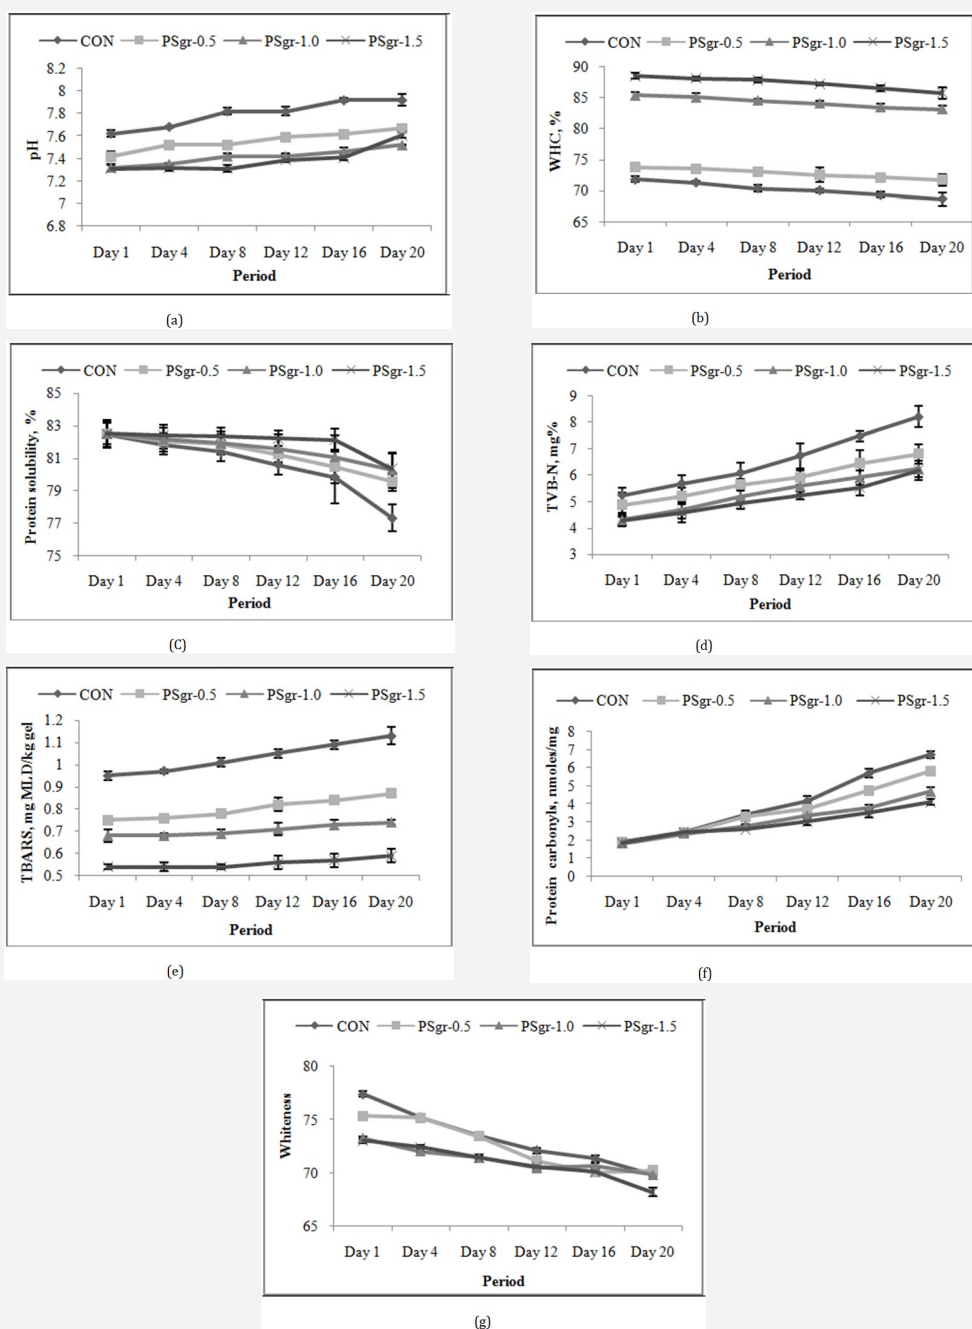 CON PSgr-0.5 PSgr-1.0 PSgr-1.5
8.2
8
7.8
7.6
7.4
7.2
7
6.8
pH
Day 1 Day 4 Day 8 Day 12 Day 16 Day 20
Period
(a)
CON PSgr-0.5 PSgr-1.0 PSgr-1.5
90
85
80
75
70
65
WHC, %
Day 1 Day 4 Day 8 Day 12 Day 16 Day 20
Period
(b)
CON PSgr-0.5 PSgr-1.0 PSgr-1.5
85
83
81
79
77
75
Protein solubility, %
Day 1 Day 4 Day 8 Day 12 Day 16 Day 20
Period
(C)
CON PSgr-0.5 PSgr-1.0 PSgr-1.5
9
8
7
6
5
4
3
TVB-N, mg%
Day 1 Day 4 Day 8 Day 12 Day 16 Day 20
Period
(d)
CON PSgr-0.5 PSgr-1.0 PSgr-1.5
1.2
1.1
1
0.9
0.8
0.7
0.6
0.5
TBARS, mg MLD/kg gel
Day 1 Day 4 Day 8 Day 12 Day 16 Day 20
Period
(e)
CON PSgr-0.5 PSgr-1.0 PSgr-1.5
8
7
6
5
4
3
2
1
0
Protein carbonyls, nmoles/mg
Day 1 Day 4 Day 8 Day 12 Day 16 Day 20
Period
(f)
CON PSgr-0.5 PSgr-1.0 PSgr-1.5
80
75
70
65
Whiteness
Day 1 Day 4 Day 8 Day 12 Day 16 Day 20
Period
(g)